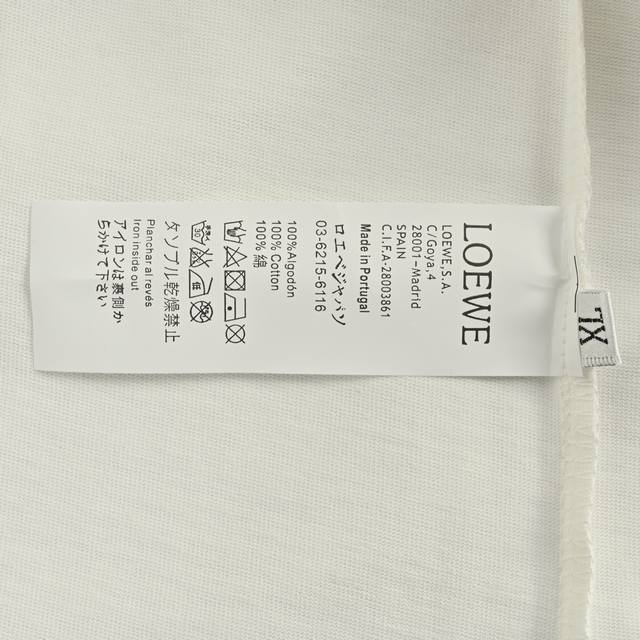 LOEWE
LOEWE,S.A.
C/Goya,4
28001-Madrid
SPAIN
C.I.F.A-28003861
Made in Portugal
ロエベジャパン
03-6215-6116
100%Algodón
100% Cotton
100% 綿
タンブル乾燥禁止
Planchar al revés
Iron inside out
アイロンは裏側か
らかけて下さい
XL